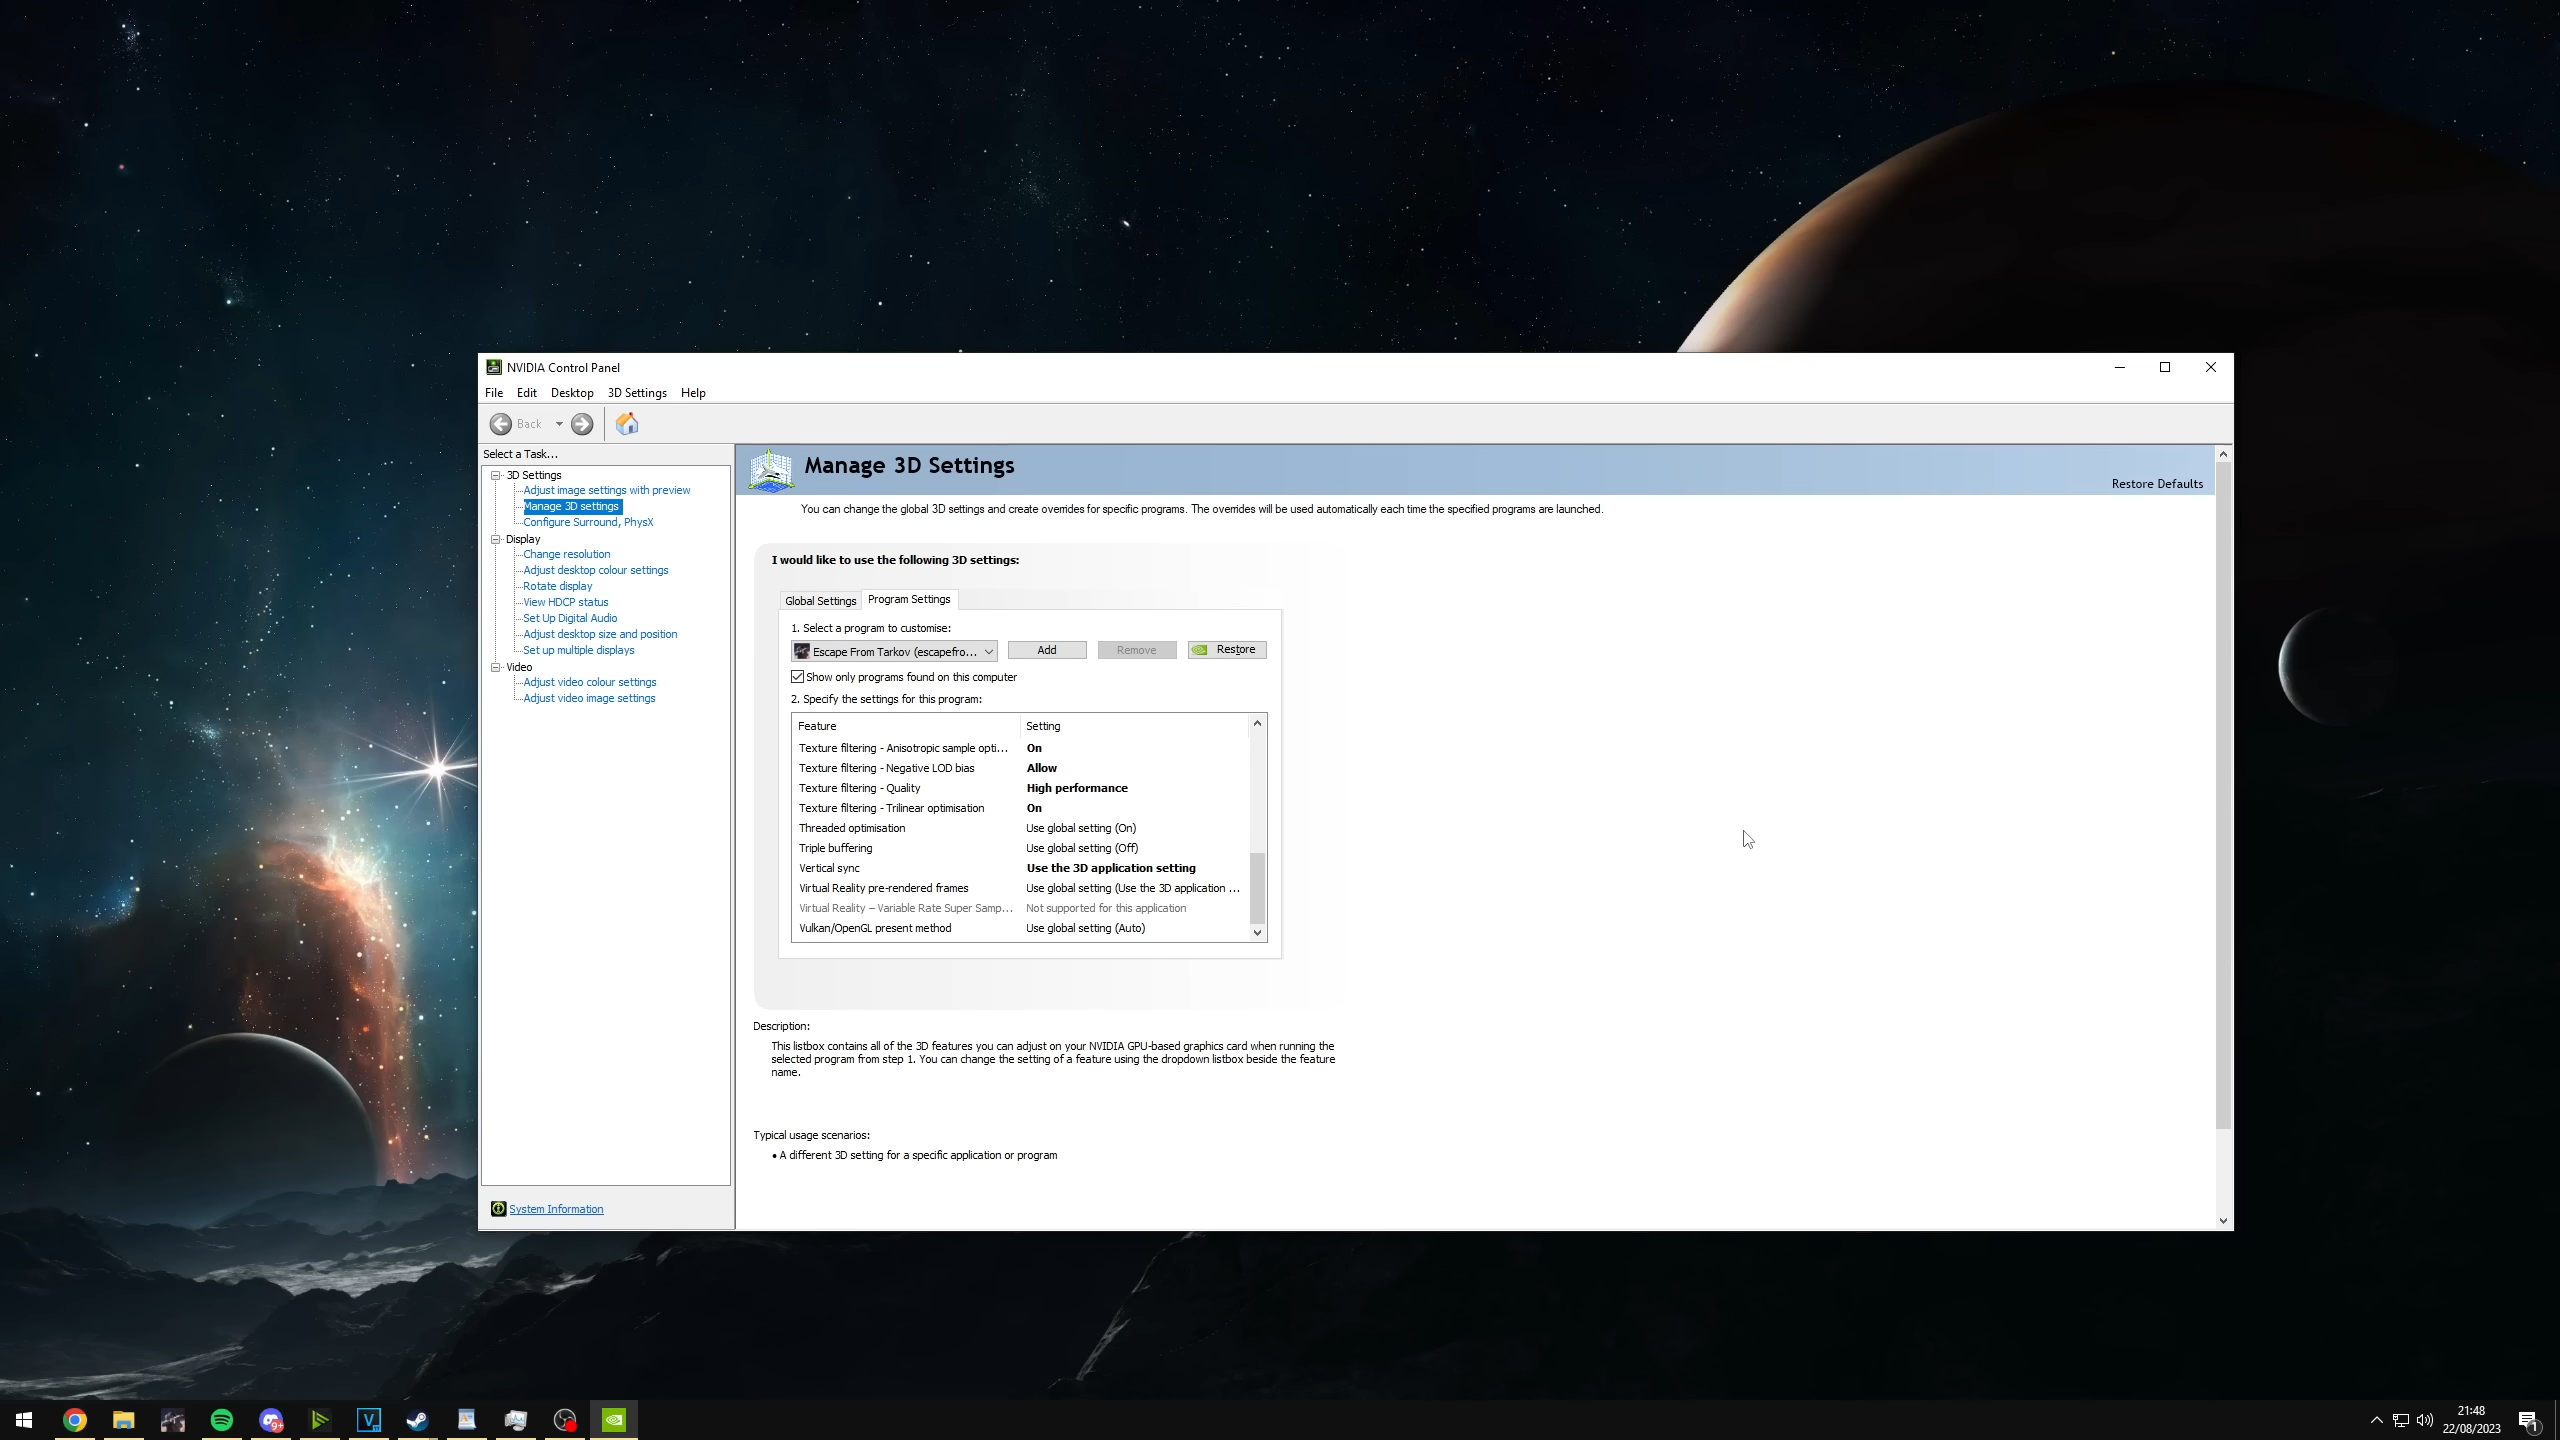 NVIDIA Control Panel
File Edit Desktop 3D Settings Help
Back
Select a Task...
3D Settings
Adjust image settings with preview
Manage 3D settings
Configure Surround, PhysX
Display
Change resolution
Adjust desktop colour settings
Rotate display
View HDCP status
Set Up Digital Audio
Adjust desktop size and position
Set up multiple displays
Video
Adjust video colour settings
Adjust video image settings
System Information
Manage 3D Settings
Restore Defaults
You can change the global 3D settings and create overrides for specific programs. The overrides will be used automatically each time the specified programs are launched.
I would like to use the following 3D settings:
Global Settings Program Settings
1. Select a program to customise:
Escape From Tarkov (escapefro... Add Remove Restore
Show only programs found on this computer
2. Specify the settings for this program:
Feature Setting
Texture filtering - Anisotropic sample opti... On
Texture filtering - Negative LOD bias Allow
Texture filtering - Quality High performance
Texture filtering - Trilinear optimisation On
Threaded optimisation Use global setting (On)
Triple buffering Use global setting (Off)
Vertical sync Use the 3D application setting
Virtual Reality pre-rendered frames Use global setting (Use the 3D application ...
Virtual Reality – Variable Rate Super Samp... Not supported for this application
Vulkan/OpenGL present method Use global setting (Auto)
Description:
This listbox contains all of the 3D features you can adjust on your NVIDIA GPU-based graphics card when running the
selected program from step 1. You can change the setting of a feature using the dropdown listbox beside the feature
name.
Typical usage scenarios:
• A different 3D setting for a specific application or program
9+
V
21:48
22/08/2023
1